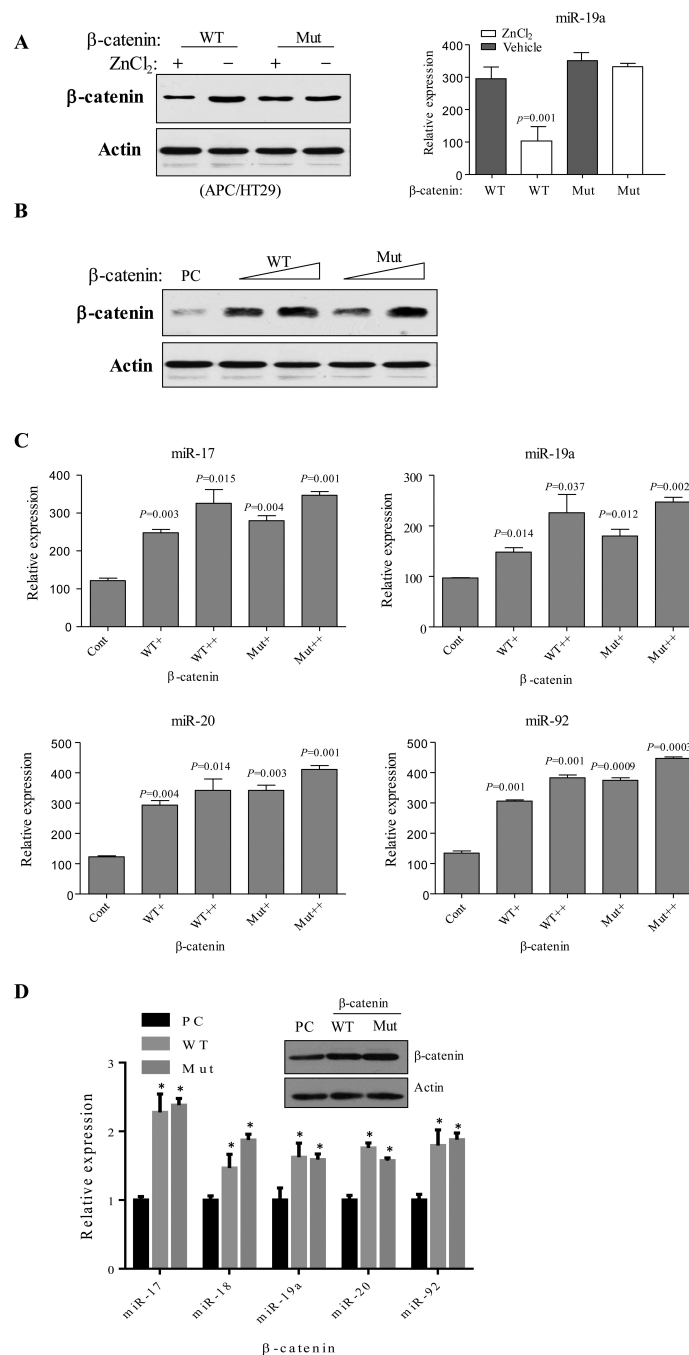 A
β-catenin: WT Mut
ZnCl2: + − + −
β-catenin
Actin
(APC/HT29)
miR-19a
ZnCl2
Vehicle
Relative expression
400
300
200
100
0
p=0.001
β-catenin: WT WT Mut Mut
B
β-catenin: PC WT Mut
β-catenin
Actin
C
miR-17
Relative expression
400
300
200
100
0
P=0.003
P=0.015
P=0.004
P=0.001
Cont WT+ WT++ Mut+ Mut++
β-catenin
miR-19a
Relative expression
300
200
100
0
P=0.014
P=0.037
P=0.012
P=0.002
Cont WT+ WT++ Mut+ Mut++
β-catenin
miR-20
Relative expression
500
400
300
200
100
0
P=0.004
P=0.014
P=0.003
P=0.001
Cont WT+ WT++ Mut+ Mut++
β-catenin
miR-92
Relative expression
500
400
300
200
100
0
P=0.001
P=0.001
P=0.0009
P=0.0003
Cont WT+ WT++ Mut+ Mut++
β-catenin
D
PC
WT
Mut
β-catenin
PC WT Mut
β-catenin
Actin
Relative expression
3
2
1
0
* * * * * * * * * *
miR-17 miR-18 miR-19a miR-20 miR-92
β-catenin